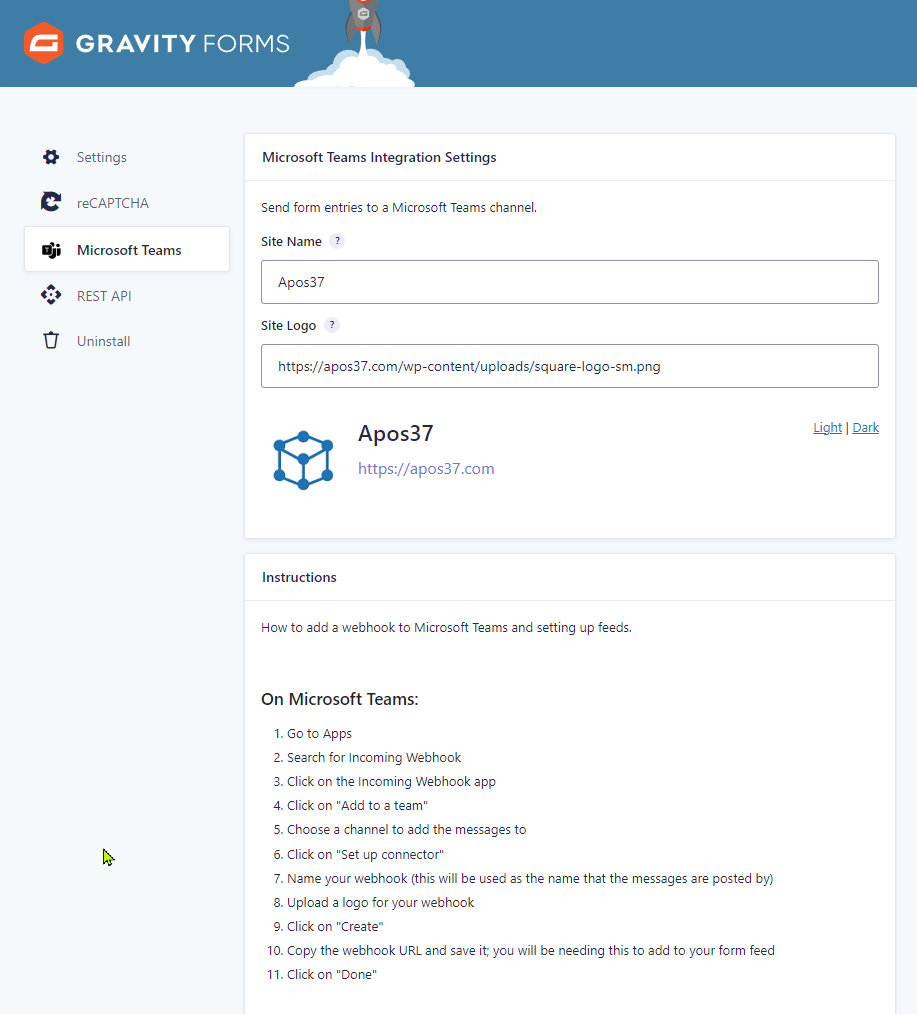 GRAVITY FORMS
Settings
reCAPTCHA
Microsoft Teams
REST API
Uninstall
Microsoft Teams Integration Settings
Send form entries to a Microsoft Teams channel.
Site Name ?
Apos37
Site Logo ?
https://apos37.com/wp-content/uploads/square-logo-sm.png
Apos37
Light | Dark
https://apos37.com
Instructions
How to add a webhook to Microsoft Teams and setting up feeds.
On Microsoft Teams:
1. Go to Apps
2. Search for Incoming Webhook
3. Click on the Incoming Webhook app
4. Click on "Add to a team"
5. Choose a channel to add the messages to
6. Click on "Set up connector"
7. Name your webhook (this will be used as the name that the messages are posted by)
8. Upload a logo for your webhook
9. Click on "Create"
10. Copy the webhook URL and save it; you will be needing this to add to your form feed
11. Click on "Done"